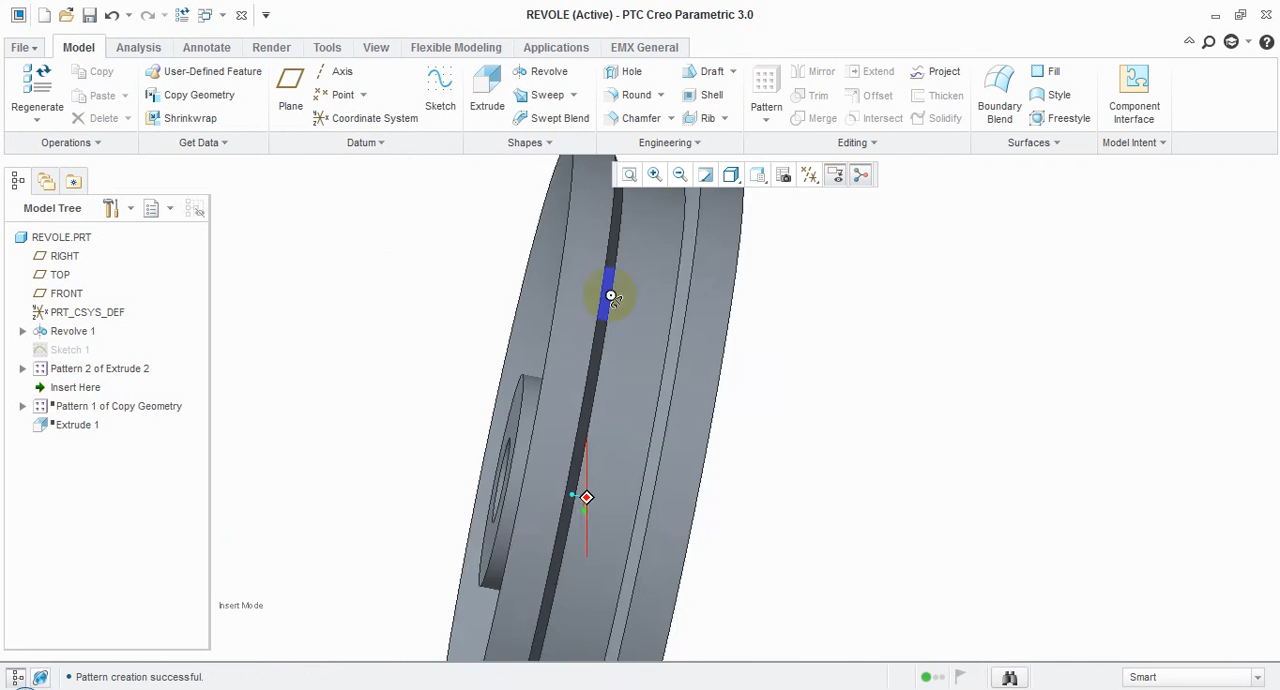 REVOLE (Active) - PTC Creo Parametric 3.0
File Model Analysis Annotate Render Tools View Flexible Modeling Applications EMX General
Regenerate
Copy
Paste
Delete
Operations
User-Defined Feature
Copy Geometry
Shrinkwrap
Get Data
Plane
Axis
Point
Coordinate System
Sketch
Datum
Extrude
Revolve
Sweep
Swept Blend
Shapes
Hole
Round
Chamfer
Draft
Shell
Rib
Engineering
Pattern
Mirror
Trim
Merge
Extend
Offset
Intersect
Project
Thicken
Solidify
Editing
Boundary
Blend
Fill
Style
Freestyle
Surfaces
Component
Interface
Model Intent
Model Tree
REVOLE.PRT
RIGHT
TOP
FRONT
PRT_CSYS_DEF
Revolve 1
Sketch 1
Pattern 2 of Extrude 2
Insert Here
Pattern 1 of Copy Geometry
Extrude 1
Insert Mode
Pattern creation successful.
Smart